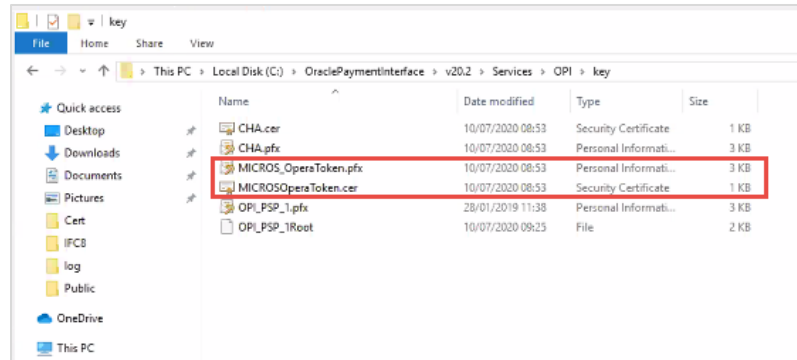 key
File Home Share View
This PC > Local Disk (C:) > OraclePaymentInterface > v20.2 > Services > OPI > key
Name Date modified Type Size
Quick access
Desktop
Downloads
Documents
Pictures
Cert
IFC8
log
Public
OneDrive
This PC
CHA.cer 10/07/2020 08:53 Security Certificate 1 KB
CHA.pfx 10/07/2020 08:53 Personal Informati... 3 KB
MICROS_OperaToken.pfx 10/07/2020 08:53 Personal Informati... 3 KB
MICROSOperaToken.cer 10/07/2020 08:53 Security Certificate 1 KB
OPI_PSP_1.pfx 28/01/2019 11:38 Personal Informati... 3 KB
OPI_PSP_1Root 10/07/2020 09:25 File 2 KB